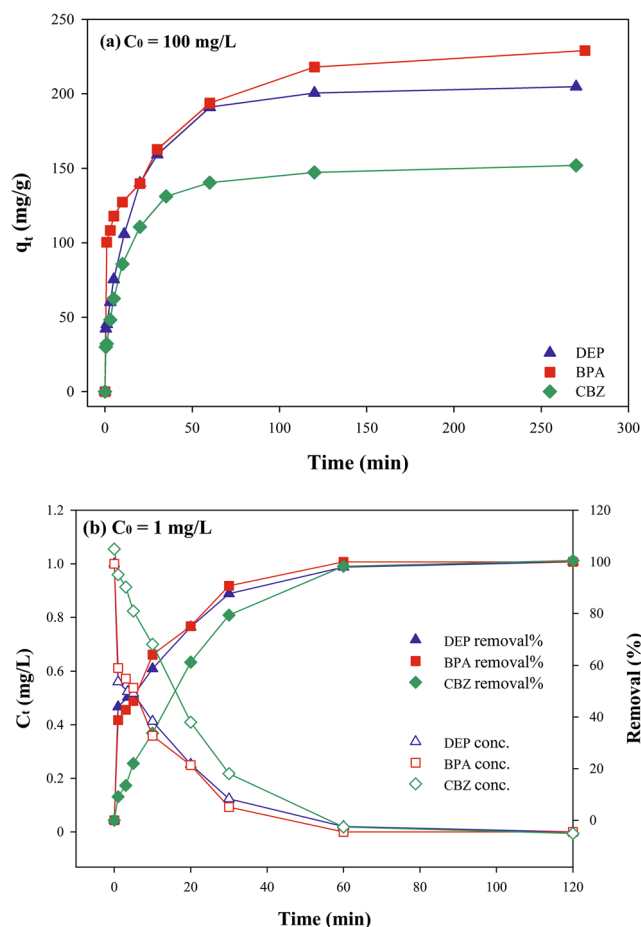 (a) C₀ = 100 mg/L
250
200
150
100
50
0
qₜ (mg/g)
DEP
BPA
CBZ
0 50 100 150 200 250 300
Time (min)
(b) C₀ = 1 mg/L
1.2
1.0
0.8
0.6
0.4
0.2
0
Cₜ (mg/L)
DEP removal%
BPA removal%
CBZ removal%
DEP conc.
BPA conc.
CBZ conc.
120
100
80
60
40
20
0
Removal (%)
0 20 40 60 80 100 120
Time (min)